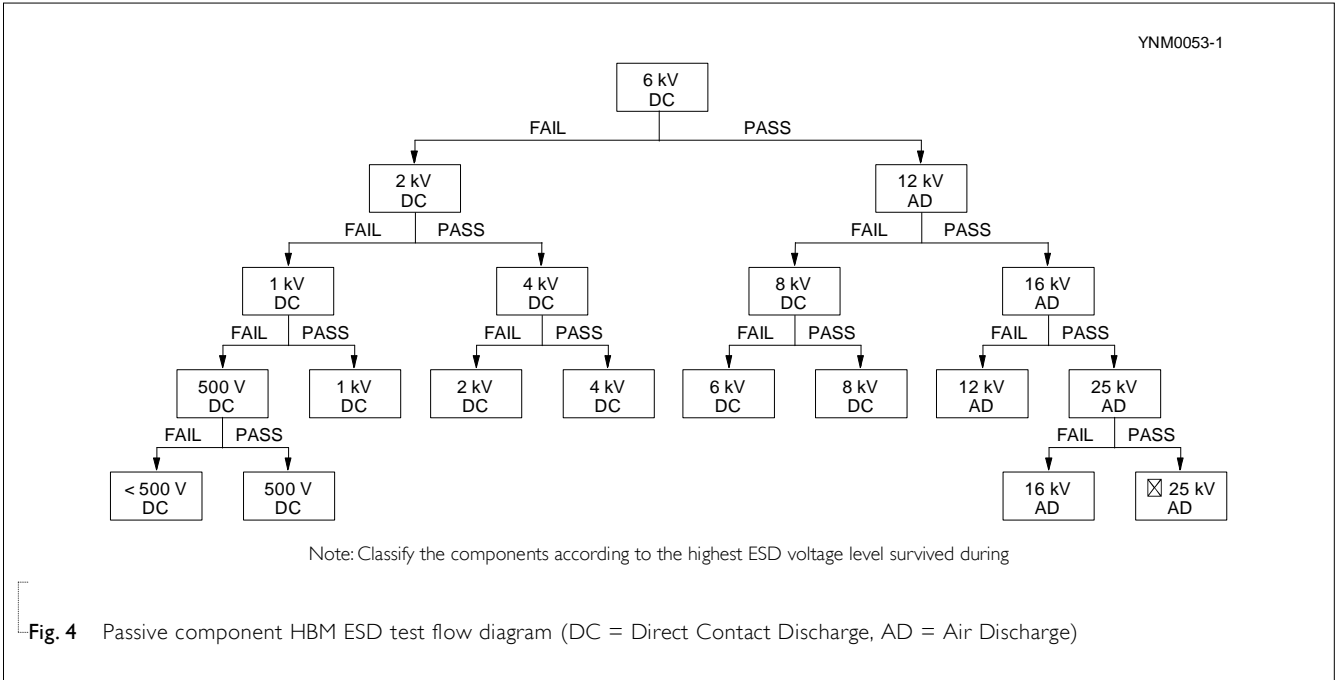 YNM0053-1
6 kV
DC
FAIL PASS
2 kV
DC
12 kV
AD
FAIL PASS
FAIL PASS
1 kV
DC
4 kV
DC
8 kV
DC
16 kV
AD
FAIL PASS
FAIL PASS
FAIL PASS
FAIL PASS
500 V
DC
1 kV
DC
2 kV
DC
4 kV
DC
6 kV
DC
8 kV
DC
12 kV
AD
25 kV
AD
FAIL PASS
FAIL PASS
< 500 V
DC
500 V
DC
16 kV
AD
☒ 25 kV
AD
Note: Classify the components according to the highest ESD voltage level survived during
Fig. 4 Passive component HBM ESD test flow diagram (DC = Direct Contact Discharge, AD = Air Discharge)